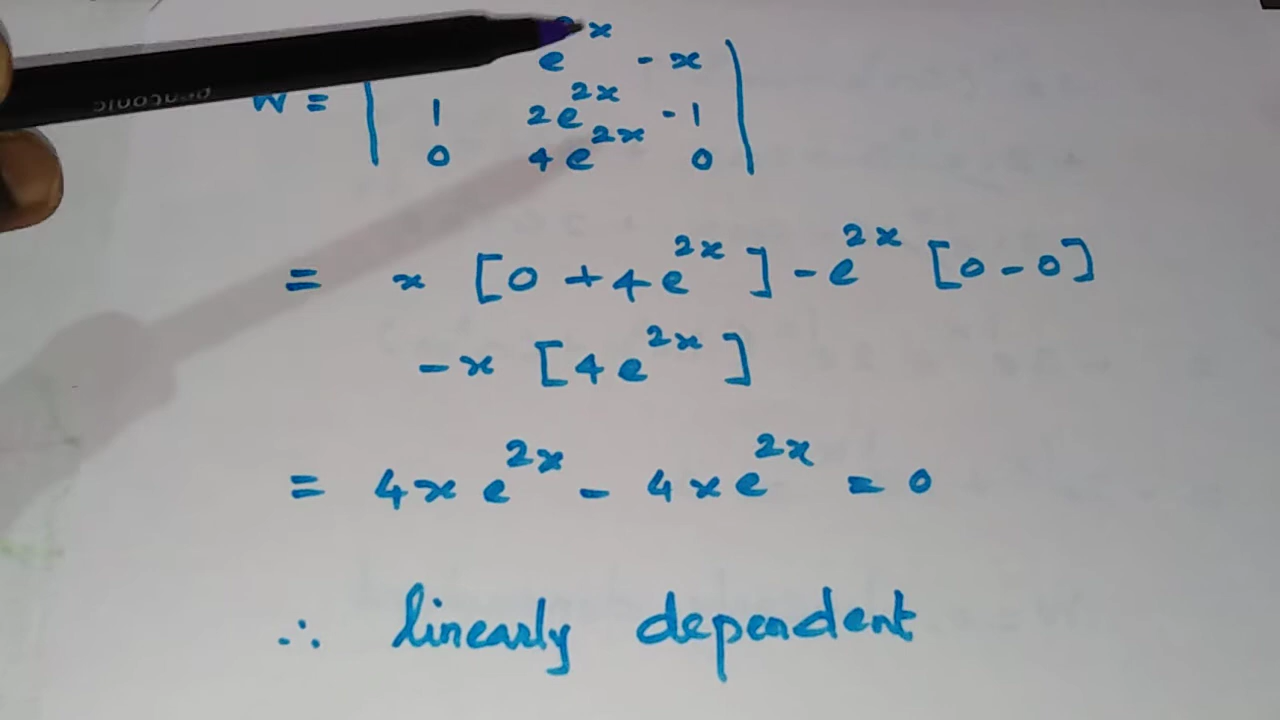 e^{2x} - x
W = | 1 2e^{2x} - 1 |
0 4e^{2x} 0
= x [0 + 4e^{2x}] - e^{2x} [0 - 0]
- x [4e^{2x}]
= 4xe^{2x} - 4xe^{2x} = 0
∴ linearly dependent